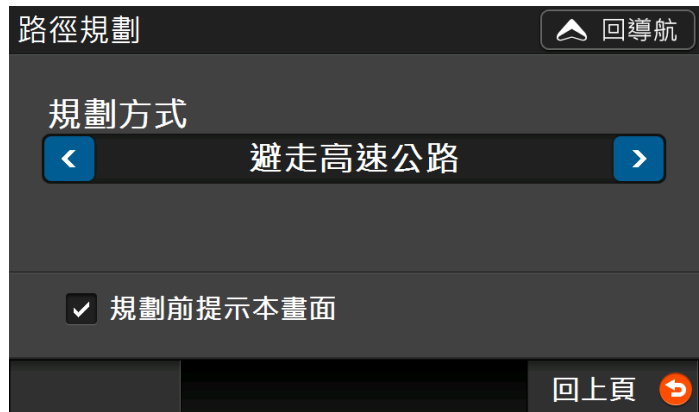 路徑規劃
回導航
規劃方式
避走高速公路
規劃前提示本畫面
回上頁